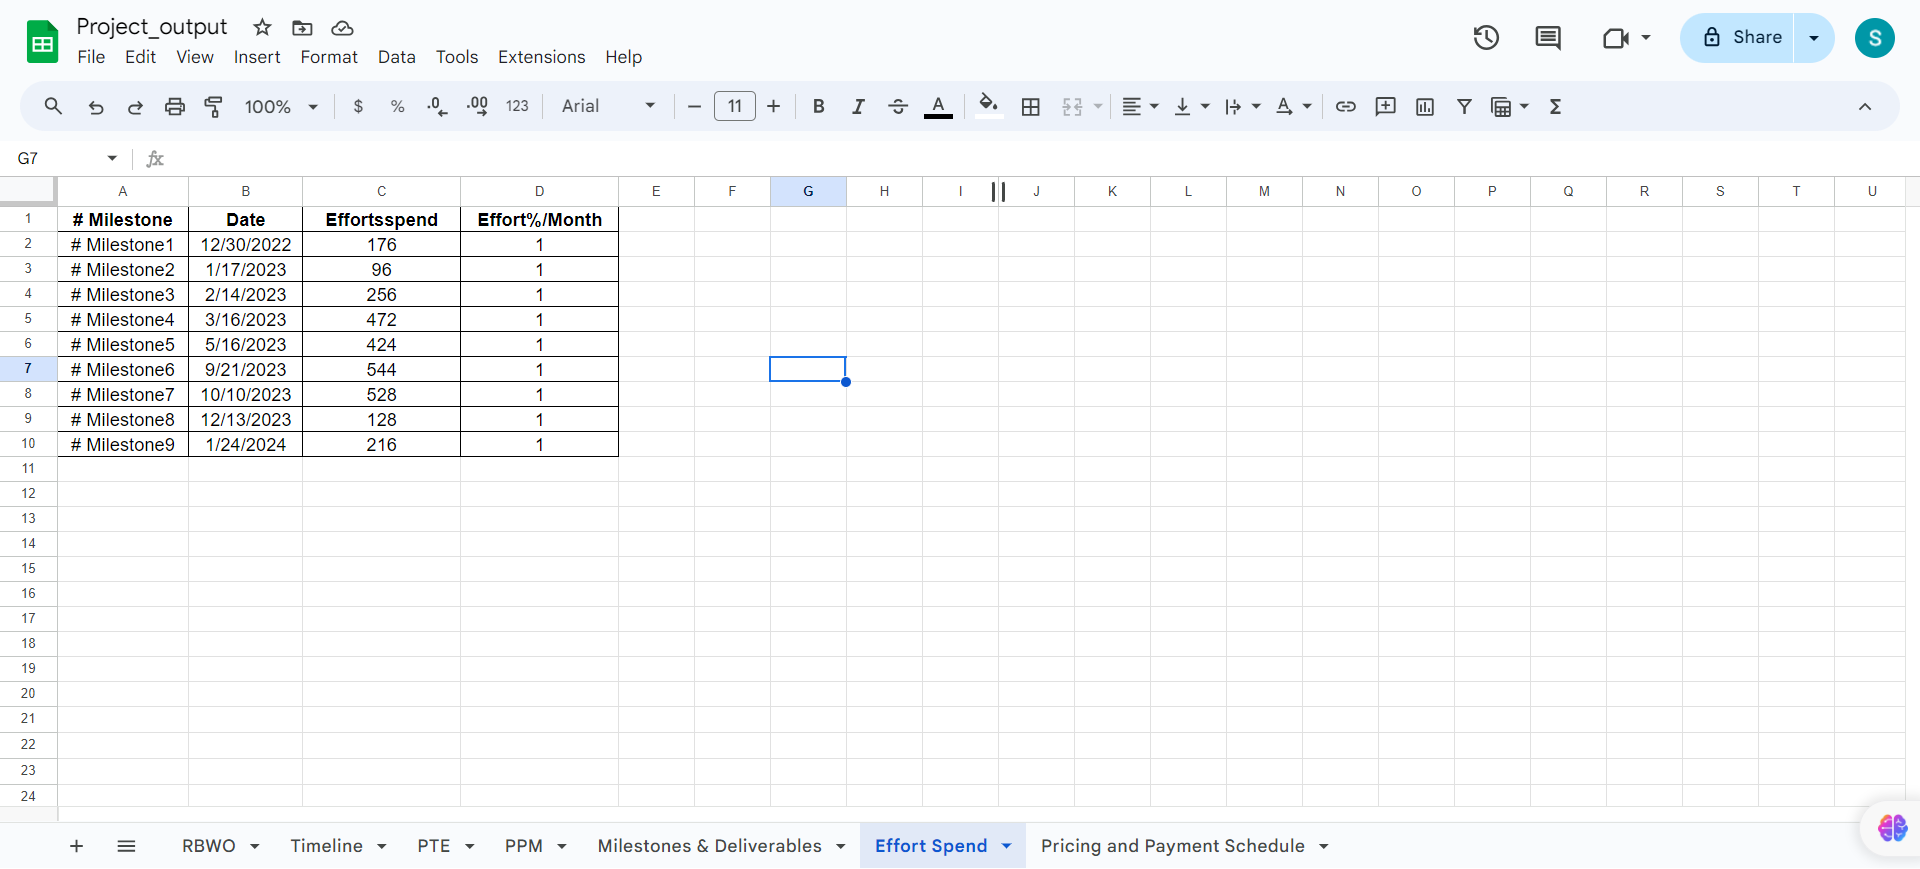 Project_output
File Edit View Insert Format Data Tools Extensions Help
Share
S
100% $ % .0 .00 123 Arial 11 B I A Σ
G7 fx
A B C D E F G H I J K L M N O P Q R S T U
1 # Milestone Date Effortsspend Effort%/Month
2 # Milestone1 12/30/2022 176 1
3 # Milestone2 1/17/2023 96 1
4 # Milestone3 2/14/2023 256 1
5 # Milestone4 3/16/2023 472 1
6 # Milestone5 5/16/2023 424 1
7 # Milestone6 9/21/2023 544 1
8 # Milestone7 10/10/2023 528 1
9 # Milestone8 12/13/2023 128 1
10 # Milestone9 1/24/2024 216 1
11
12
13
14
15
16
17
18
19
20
21
22
23
24
RBWO Timeline PTE PPM Milestones & Deliverables Effort Spend Pricing and Payment Schedule